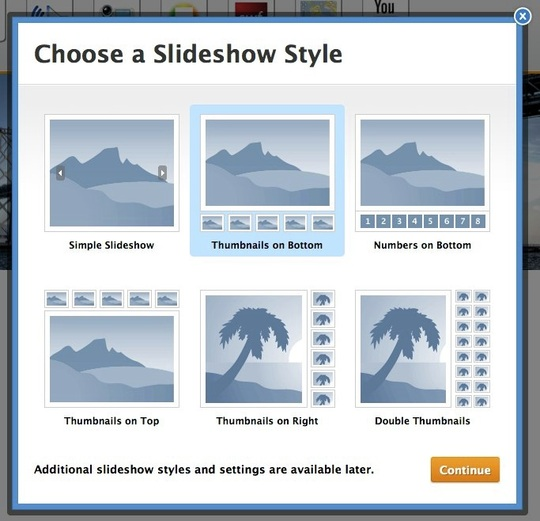 You
Choose a Slideshow Style
Simple Slideshow
Thumbnails on Bottom
1 2 3 4 5 6 7 8
Numbers on Bottom
Thumbnails on Top
Thumbnails on Right
Double Thumbnails
Additional slideshow styles and settings are available later.
Continue